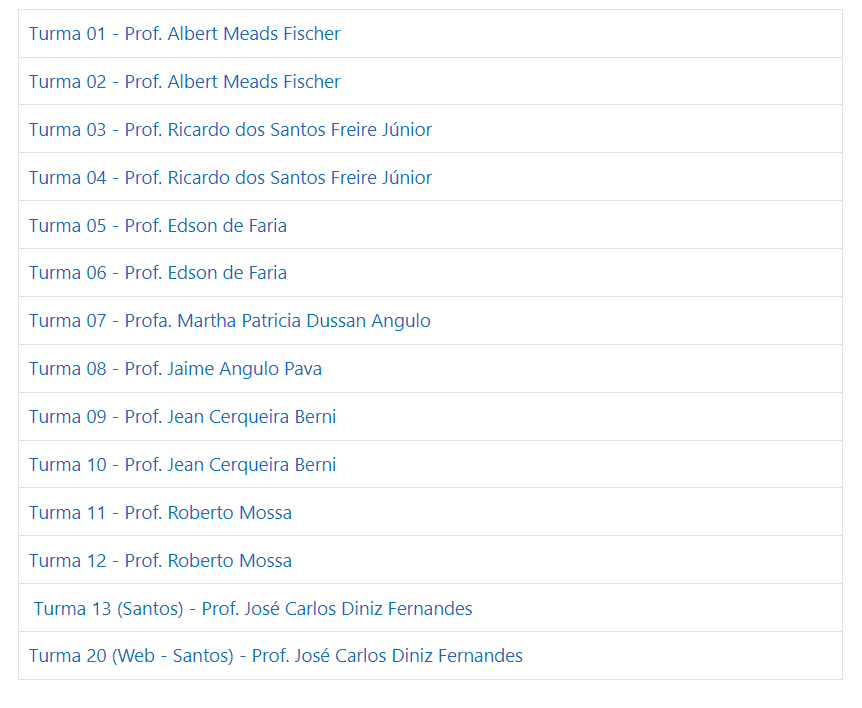 Turma 01 - Prof. Albert Meads Fischer
Turma 02 - Prof. Albert Meads Fischer
Turma 03 - Prof. Ricardo dos Santos Freire Júnior
Turma 04 - Prof. Ricardo dos Santos Freire Júnior
Turma 05 - Prof. Edson de Faria
Turma 06 - Prof. Edson de Faria
Turma 07 - Profa. Martha Patricia Dussan Angulo
Turma 08 - Prof. Jaime Angulo Pava
Turma 09 - Prof. Jean Cerqueira Berni
Turma 10 - Prof. Jean Cerqueira Berni
Turma 11 - Prof. Roberto Mossa
Turma 12 - Prof. Roberto Mossa
Turma 13 (Santos) - Prof. José Carlos Diniz Fernandes
Turma 20 (Web - Santos) - Prof. José Carlos Diniz Fernandes